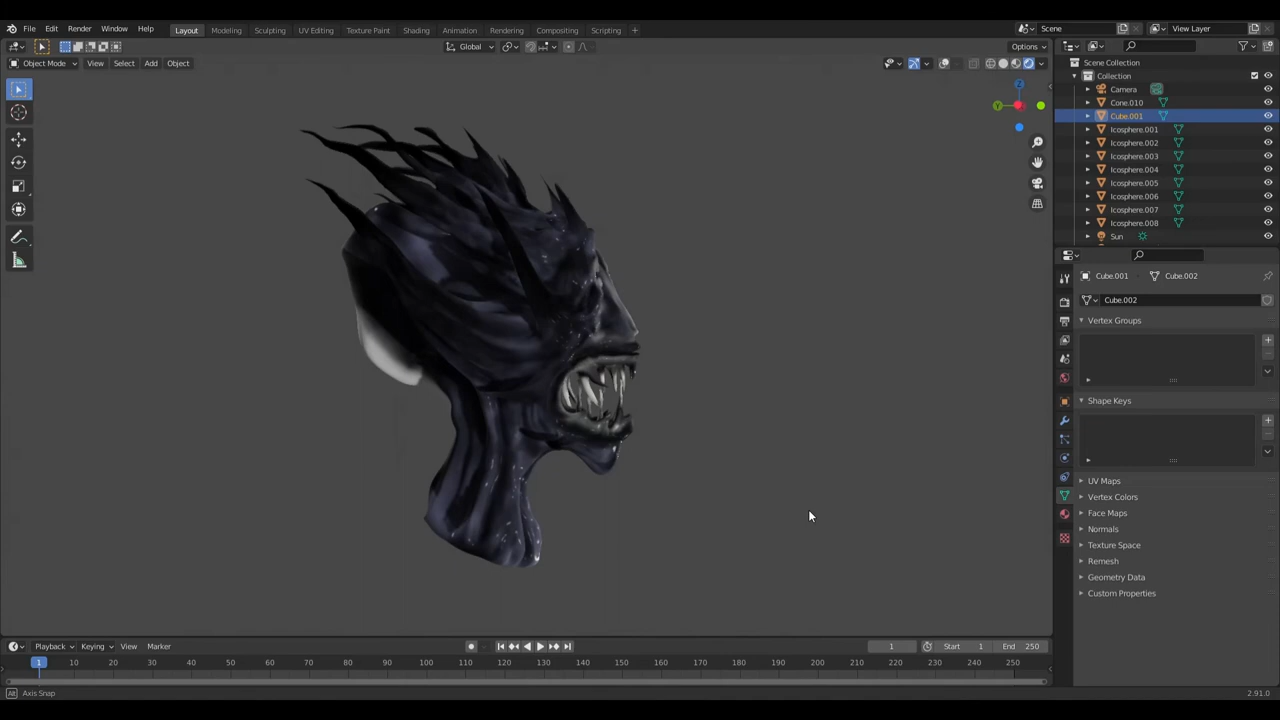 File Edit Render Window Help Layout Modeling Sculpting UV Editing Texture Paint Shading Animation Rendering Compositing Scripting + Scene View Layer
Global Options
Object Mode View Select Add Object
Scene Collection
Collection
Camera
Cone.010
Cube.001
Icosphere.001
Icosphere.002
Icosphere.003
Icosphere.004
Icosphere.005
Icosphere.006
Icosphere.007
Icosphere.008
Sun
Z
Y
Cube.001 Cube.002
Cube.002
Vertex Groups
Shape Keys
UV Maps
Vertex Colors
Face Maps
Normals
Texture Space
Remesh
Geometry Data
Custom Properties
Playback Keying View Marker 1 Start 1 End 250
1 10 20 30 40 50 60 70 80 90 100 110 120 130 140 150 160 170 180 190 200 210 220 230 240 250
Alt Axis Snap 2.91.0